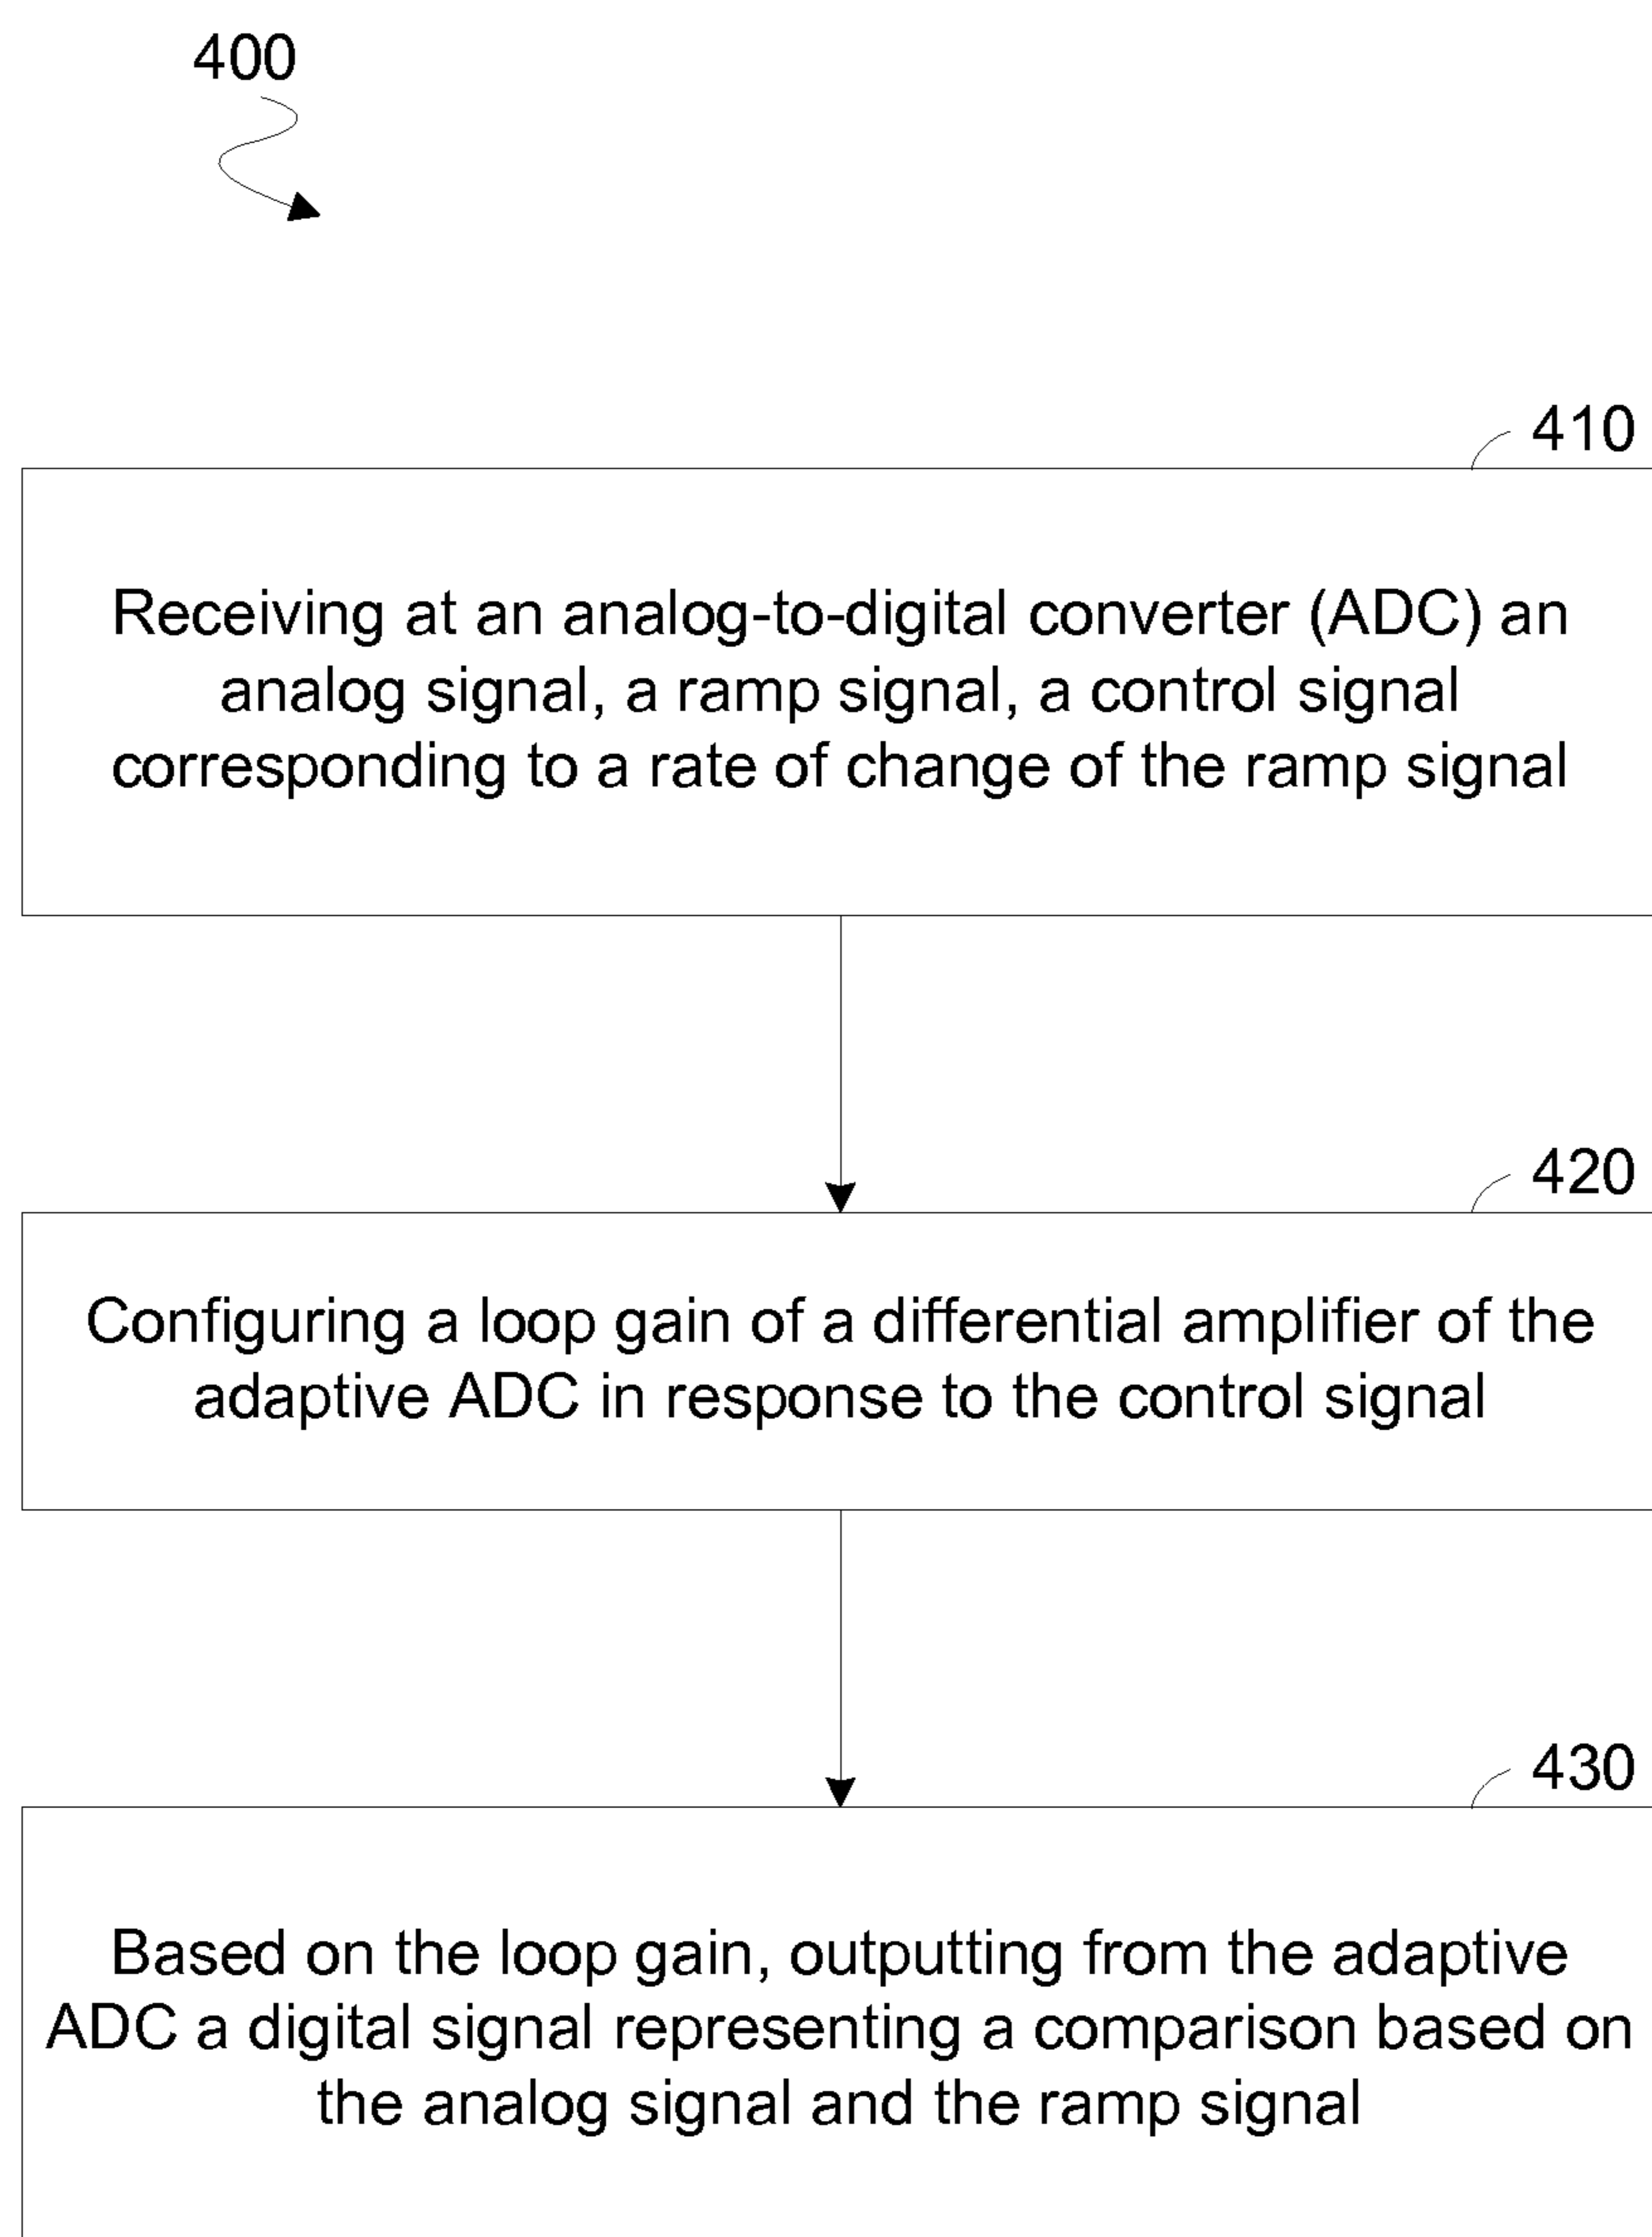 400
410
Receiving at an analog-to-digital converter (ADC) an
analog signal, a ramp signal, a control signal
corresponding to a rate of change of the ramp signal
420
Configuring a loop gain of a differential amplifier of the
adaptive ADC in response to the control signal
430
Based on the loop gain, outputting from the adaptive
ADC a digital signal representing a comparison based on
the analog signal and the ramp signal